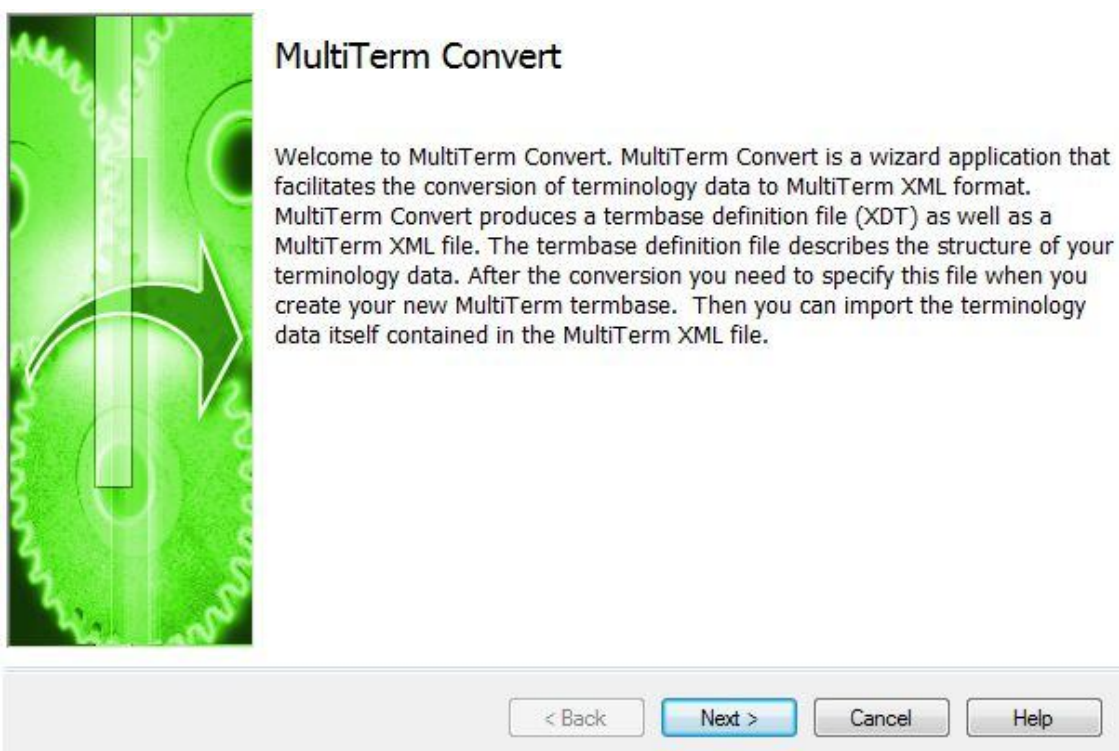 MultiTerm Convert
Welcome to MultiTerm Convert. MultiTerm Convert is a wizard application that
facilitates the conversion of terminology data to MultiTerm XML format.
MultiTerm Convert produces a termbase definition file (XDT) as well as a
MultiTerm XML file. The termbase definition file describes the structure of your
terminology data. After the conversion you need to specify this file when you
create your new MultiTerm termbase.  Then you can import the terminology
data itself contained in the MultiTerm XML file.
< Back Next > Cancel Help